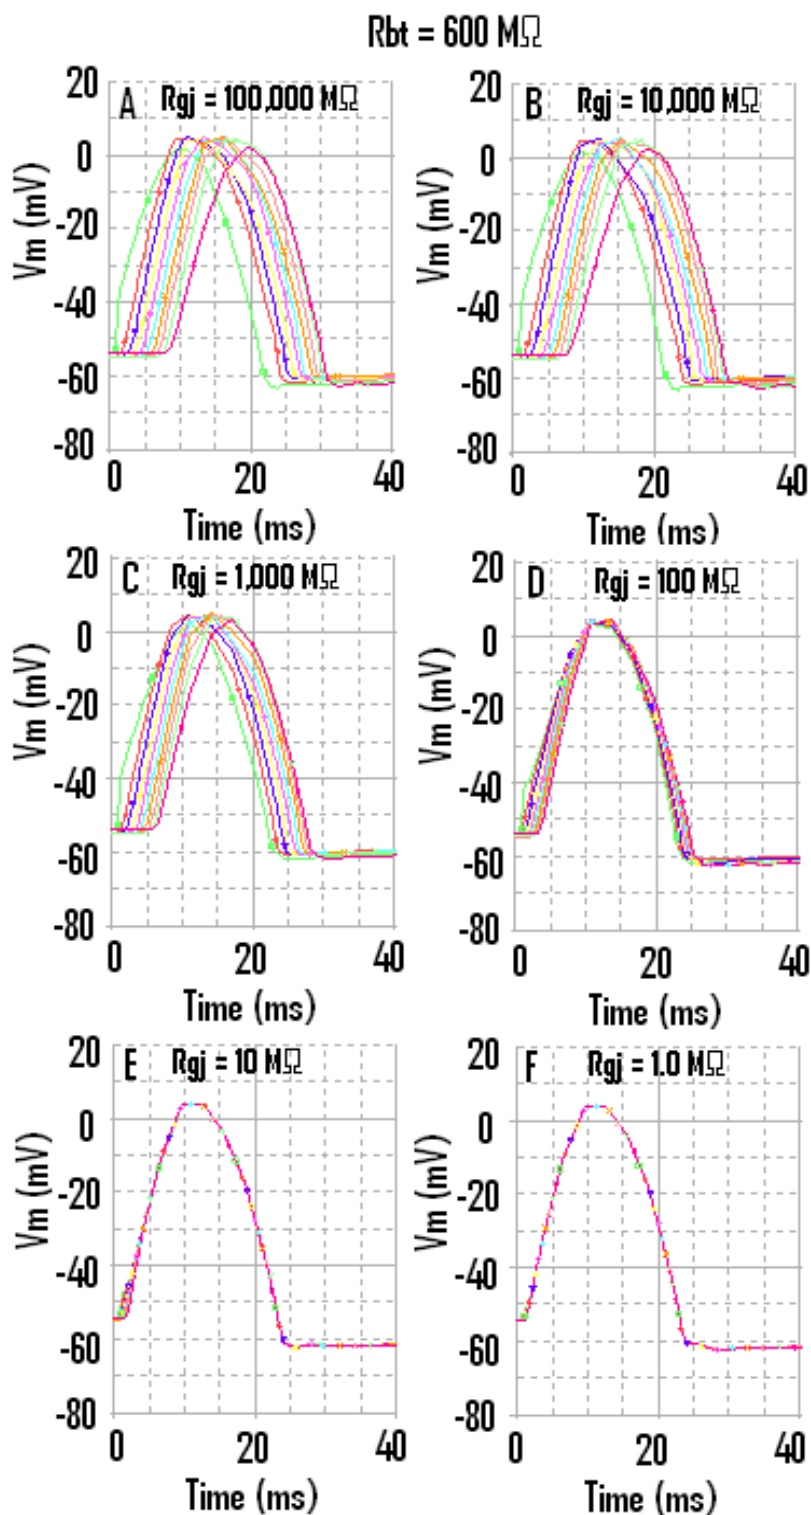 Rbt = 600 MΩ
A Rgj = 100,000 MΩ
B Rgj = 10,000 MΩ
20
0
-20
-40
-60
-80
Vm (mV)
0 20 40
Time (ms)
20
0
-20
-40
-60
-80
Vm (mV)
0 20 40
Time (ms)
C Rgj = 1,000 MΩ
D Rgj = 100 MΩ
20
0
-20
-40
-60
-80
Vm (mV)
0 20 40
Time (ms)
20
0
-20
-40
-60
-80
Vm (mV)
0 20 40
Time (ms)
E Rgj = 10 MΩ
F Rgj = 1.0 MΩ
20
0
-20
-40
-60
-80
Vm (mV)
0 20 40
Time (ms)
20
0
-20
-40
-60
-80
Vm (mV)
0 20 40
Time (ms)